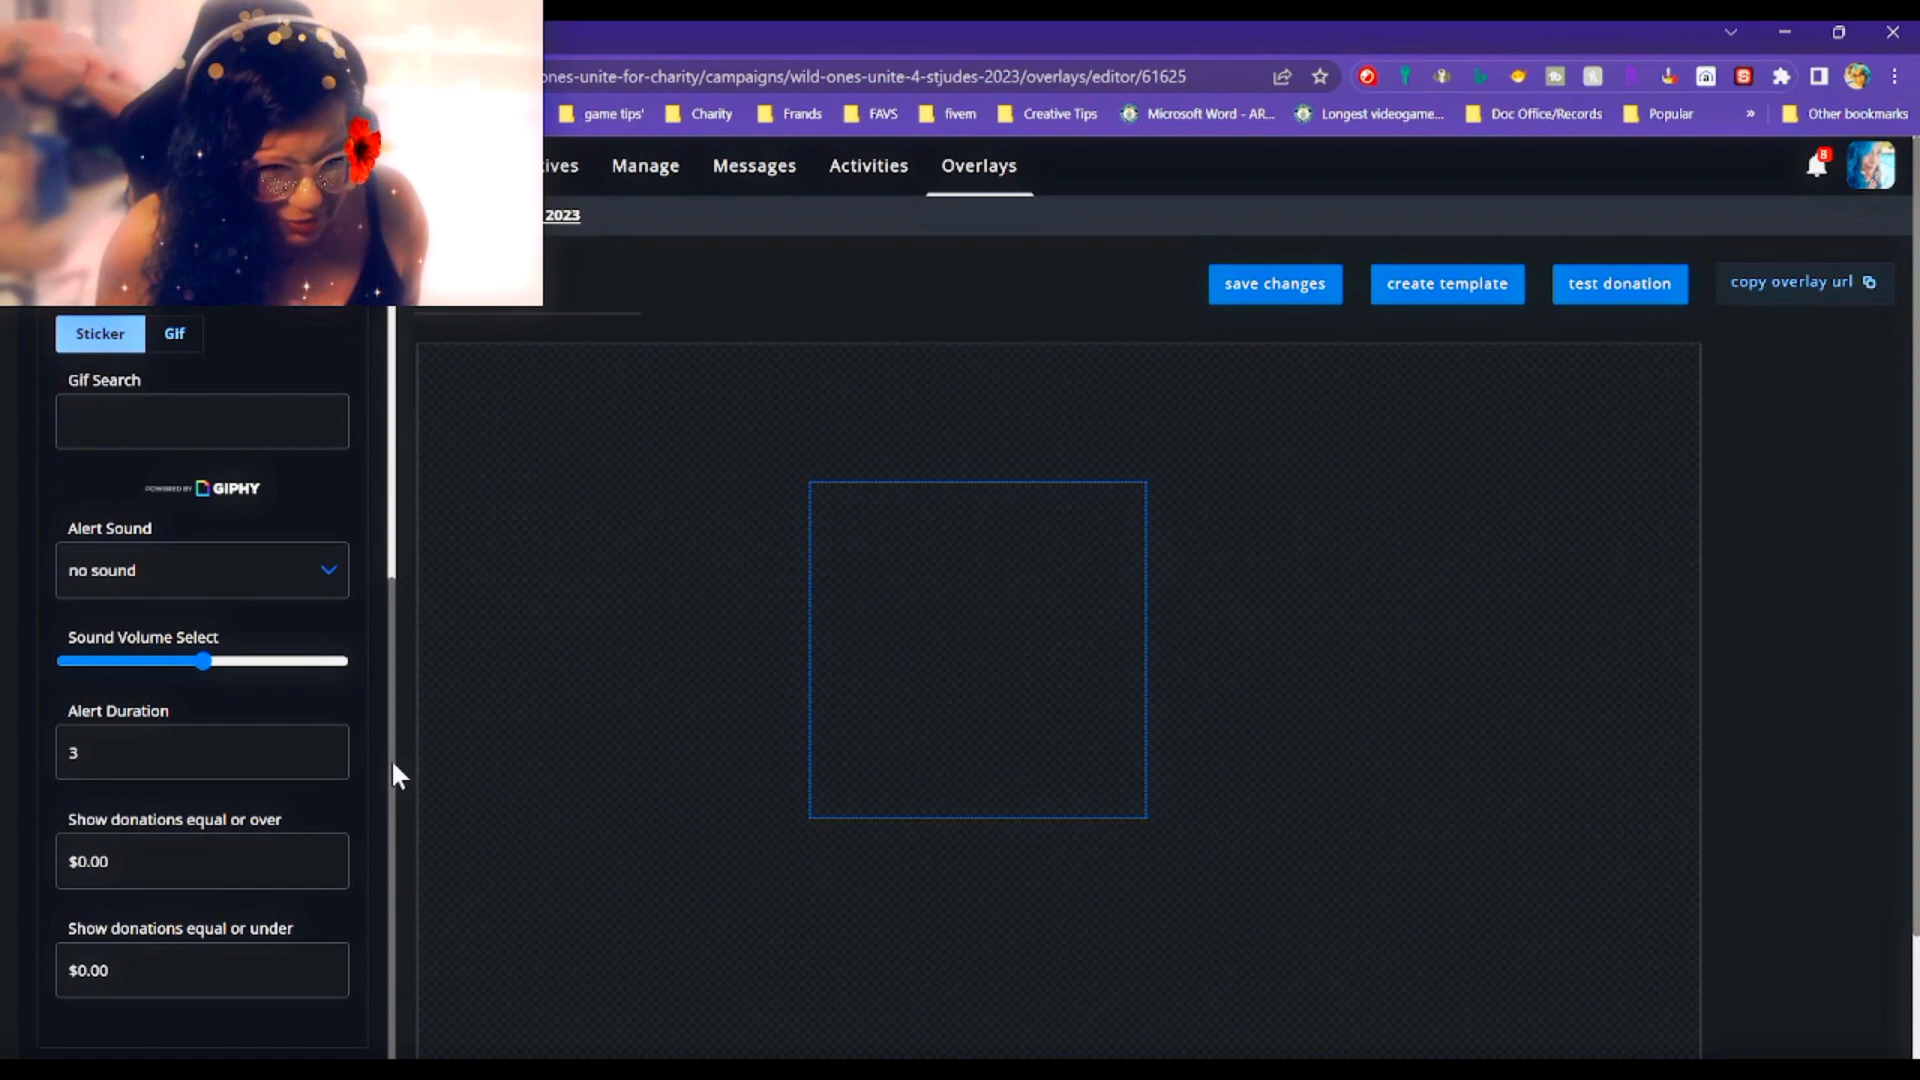 ones-unite-for-charity/campaigns/wild-ones-unite-4-stjudes-2023/overlays/editor/61625
game tips'
Charity
Frands
FAVS
fivem
Creative Tips
Microsoft Word - AR...
Longest videogame...
Doc Office/Records
Popular
»
Other bookmarks
ives
Manage
Messages
Activities
Overlays
8
2023
save changes
create template
test donation
copy overlay url
Sticker
Gif
Gif Search
POWERED BY GIPHY
Alert Sound
no sound
Sound Volume Select
Alert Duration
3
Show donations equal or over
$0.00
Show donations equal or under
$0.00